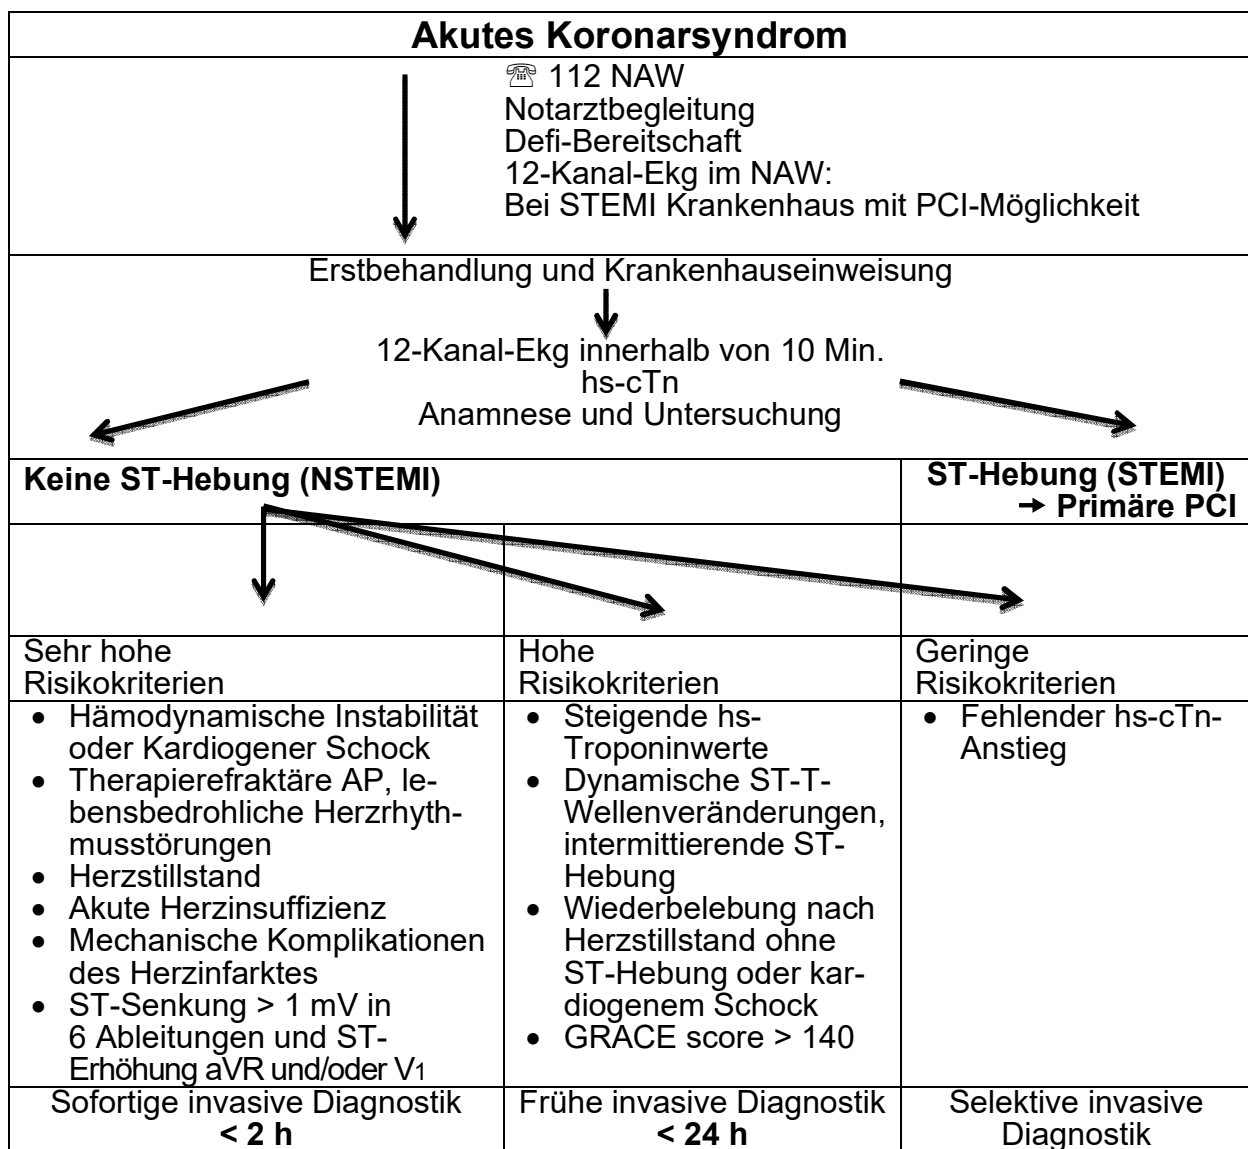 Akutes Koronarsyndrom
☏ 112 NAW
Notarztbegleitung
Defi-Bereitschaft
12-Kanal-Ekg im NAW:
Bei STEMI Krankenhaus mit PCI-Möglichkeit
Erstbehandlung und Krankenhauseinweisung
12-Kanal-Ekg innerhalb von 10 Min.
hs-cTn
Anamnese und Untersuchung
Keine ST-Hebung (NSTEMI)
ST-Hebung (STEMI)
→ Primäre PCI
Sehr hohe
Risikokriterien
• Hämodynamische Instabilität
oder Kardiogener Schock
• Therapierefraktäre AP, le-
bensbedrohliche Herzrhyth-
musstörungen
• Herzstillstand
• Akute Herzinsuffizienz
• Mechanische Komplikationen
des Herzinfarktes
• ST-Senkung > 1 mV in
6 Ableitungen und ST-
Erhöhung aVR und/oder V1
Sofortige invasive Diagnostik
< 2 h
Hohe
Risikokriterien
• Steigende hs-
Troponinwerte
• Dynamische ST-T-
Wellenveränderungen,
intermittierende ST-
Hebung
• Wiederbelebung nach
Herzstillstand ohne
ST-Hebung oder kar-
diogenem Schock
• GRACE score > 140
Frühe invasive Diagnostik
< 24 h
Geringe
Risikokriterien
• Fehlender hs-cTn-
Anstieg
Selektive invasive
Diagnostik